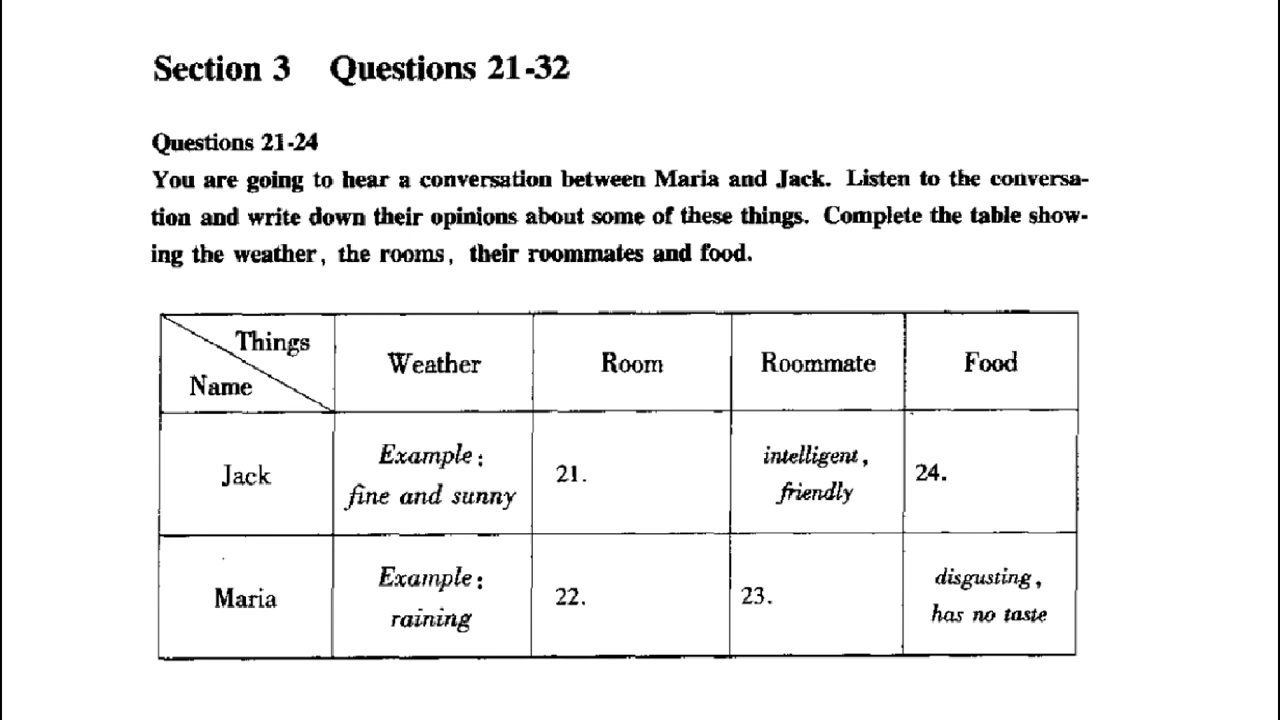 Section 3 Questions 21-32
Questions 21-24
You are going to hear a conversation between Maria and Jack. Listen to the conversa-
tion and write down their opinions about some of these things. Complete the table show-
ing the weather, the rooms, their roommates and food.
Things
Name
Weather
Room
Roommate
Food
Jack
Example:
fine and sunny
21.
intelligent,
friendly
24.
Maria
Example:
raining
22.
23.
disgusting,
has no taste